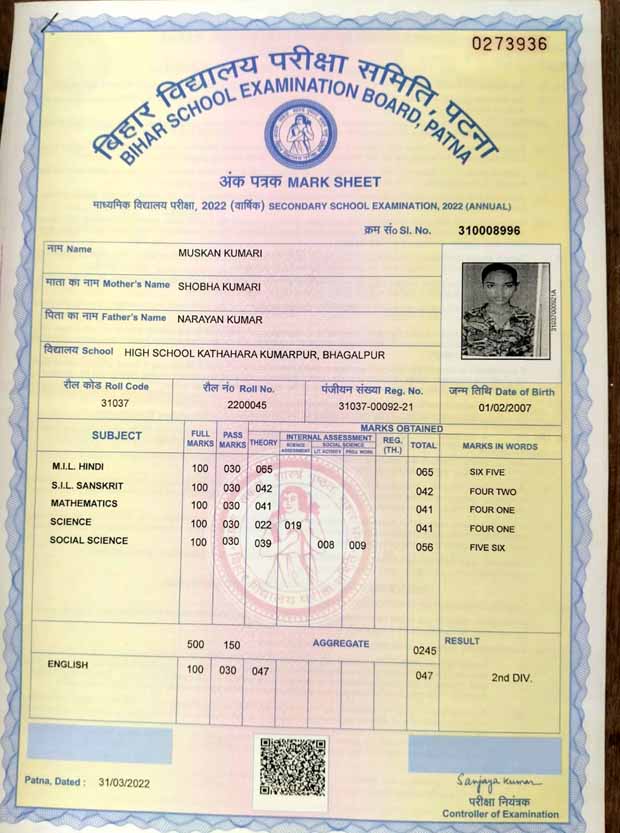 0273936
बिहार विद्यालय परीक्षा समिति, पटना
BIHAR SCHOOL EXAMINATION BOARD, PATNA
अंक पत्रक MARK SHEET
माध्यमिक विद्यालय परीक्षा, 2022 (वार्षिक) SECONDARY SCHOOL EXAMINATION, 2022 (ANNUAL)
क्रम सं० Sl. No. 310008996
नाम Name MUSKAN KUMARI
माता का नाम Mother's Name SHOBHA KUMARI
पिता का नाम Father's Name NARAYAN KUMAR
विद्यालय School HIGH SCHOOL KATHAHARA KUMARPUR, BHAGALPUR
रौल कोड Roll Code रौल नं० Roll No. पंजीयन संख्या Reg. No. जन्म तिथि Date of Birth
31037 2200045 31037-00092-21 01/02/2007
SUBJECT FULL MARKS PASS MARKS MARKS OBTAINED
THEORY INTERNAL ASSESSMENT REG. (TH.) TOTAL MARKS IN WORDS
SCIENCE ASSESSMENT SOCIAL SCIENCE
LIT. ACTIVITY PROJ. WORK
M.I.L. HINDI 100 030 065 065 SIX FIVE
S.I.L. SANSKRIT 100 030 042 042 FOUR TWO
MATHEMATICS 100 030 041 041 FOUR ONE
SCIENCE 100 030 022 019 041 FOUR ONE
SOCIAL SCIENCE 100 030 039 008 009 056 FIVE SIX
500 150 AGGREGATE 0245 RESULT
ENGLISH 100 030 047 047 2nd DIV.
Patna, Dated : 31/03/2022
Sanjaya Kumar
परीक्षा नियंत्रक
Controller of Examination